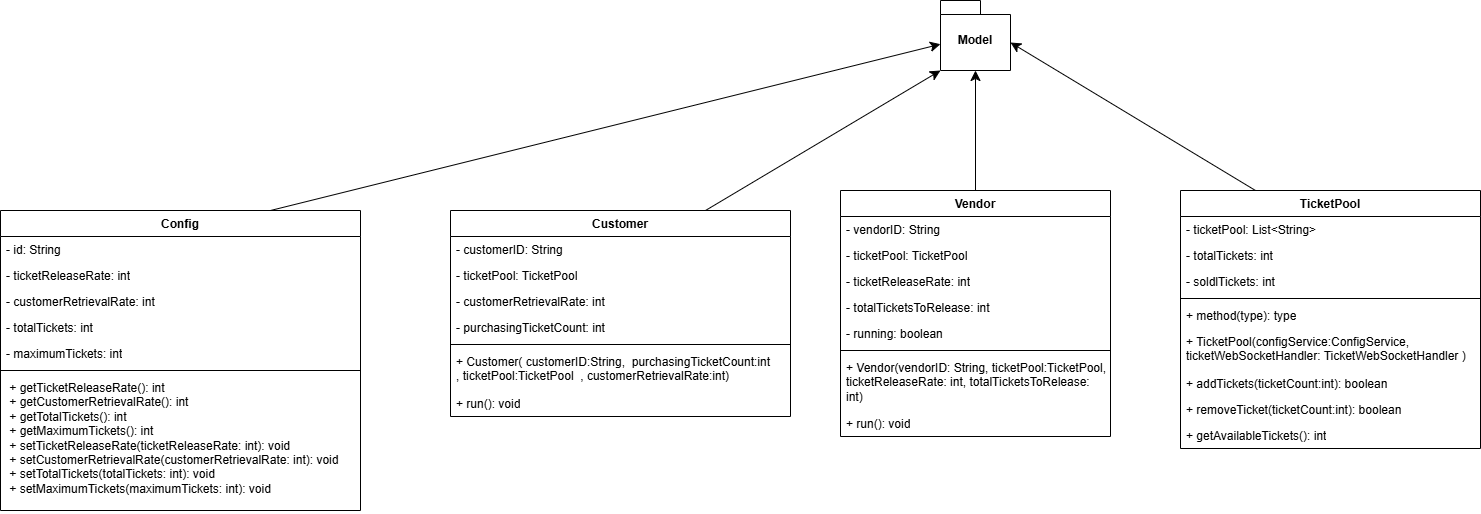 Model
Config
- id: String
- ticketReleaseRate: int
- customerRetrievalRate: int
- totalTickets: int
- maximumTickets: int
+ getTicketReleaseRate(): int
+ getCustomerRetrievalRate(): int
+ getTotalTickets(): int
+ getMaximumTickets(): int
+ setTicketReleaseRate(ticketReleaseRate: int): void
+ setCustomerRetrievalRate(customerRetrievalRate: int): void
+ setTotalTickets(totalTickets: int): void
+ setMaximumTickets(maximumTickets: int): void
Customer
- customerID: String
- ticketPool: TicketPool
- customerRetrievalRate: int
- purchasingTicketCount: int
+ Customer( customerID:String,  purchasingTicketCount:int
, ticketPool:TicketPool  , customerRetrievalRate:int)
+ run(): void
Vendor
- vendorID: String
- ticketPool: TicketPool
- ticketReleaseRate: int
- totalTicketsToRelease: int
- running: boolean
+ Vendor(vendorID: String, ticketPool:TicketPool,
ticketReleaseRate: int, totalTicketsToRelease:
int)
+ run(): void
TicketPool
- ticketPool: List<String>
- totalTickets: int
- soldlTickets: int
+ method(type): type
+ TicketPool(configService:ConfigService,
ticketWebSocketHandler: TicketWebSocketHandler )
+ addTickets(ticketCount:int): boolean
+ removeTicket(ticketCount:int): boolean
+ getAvailableTickets(): int